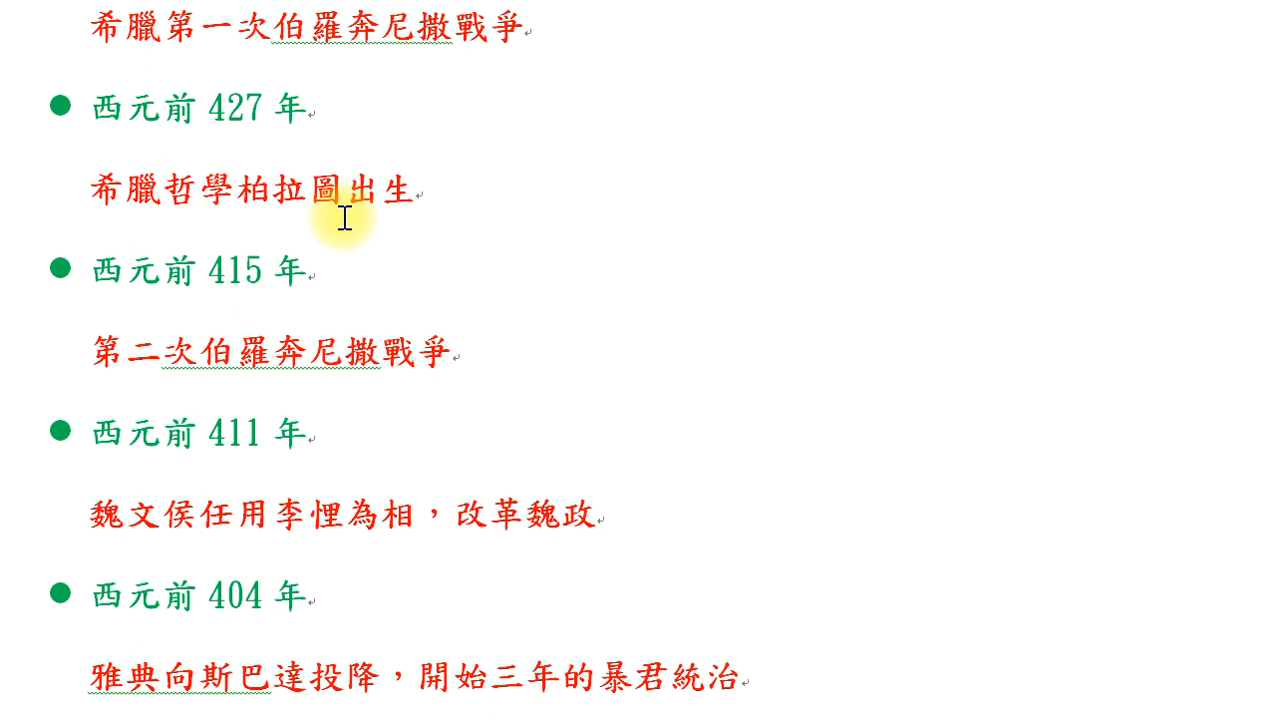 希臘第一次伯羅奔尼撒戰爭
西元前 427 年
希臘哲學柏拉圖出生
西元前 415 年
第二次伯羅奔尼撒戰爭
西元前 411 年
魏文侯任用李悝為相，改革魏政
西元前 404 年
雅典向斯巴達投降，開始三年的暴君統治